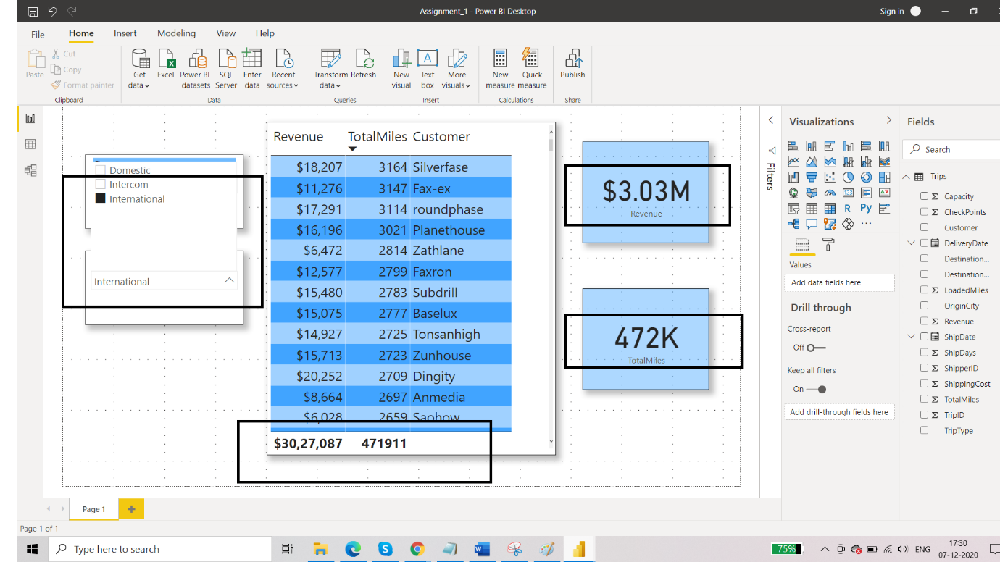 Assignment_1 - Power BI Desktop
Sign in
File Home Insert Modeling View Help
Paste
Cut
Copy
Format painter
Get data
Excel
Power BI datasets
SQL Server
Enter data
Recent sources
Transform data
Refresh
New visual
Text box
More visuals
New measure
Quick measure
Publish
Clipboard
Data
Queries
Insert
Calculations
Share
Domestic
Intercom
International
International
Revenue TotalMiles Customer
$18,207 3164 Silverfase
$11,276 3147 Fax-ex
$17,291 3114 roundphase
$16,196 3021 Planethouse
$6,472 2814 Zathlane
$12,577 2799 Faxron
$15,480 2783 Subdrill
$15,075 2777 Baselux
$14,927 2725 Tonsanhigh
$15,713 2723 Zunhouse
$20,252 2709 Dingity
$8,664 2697 Anmedia
$6,028 2659 Saohow
$30,27,087 471911
$3.03M
Revenue
472K
TotalMiles
Filters
Visualizations
123
R
Py
Values
Add data fields here
Drill through
Cross-report
Off
Keep all filters
On
Add drill-through fields here
Fields
Search
Trips
Σ Capacity
Σ CheckPoints
Customer
DeliveryDate
Destination...
Destination...
Σ LoadedMiles
OriginCity
Σ Revenue
ShipDate
Σ ShipDays
Σ ShipperID
Σ ShippingCost
Σ TotalMiles
Σ TripID
TripType
Page 1
+
Page 1 of 1
Type here to search
75%
ENG
17:30
07-12-2020